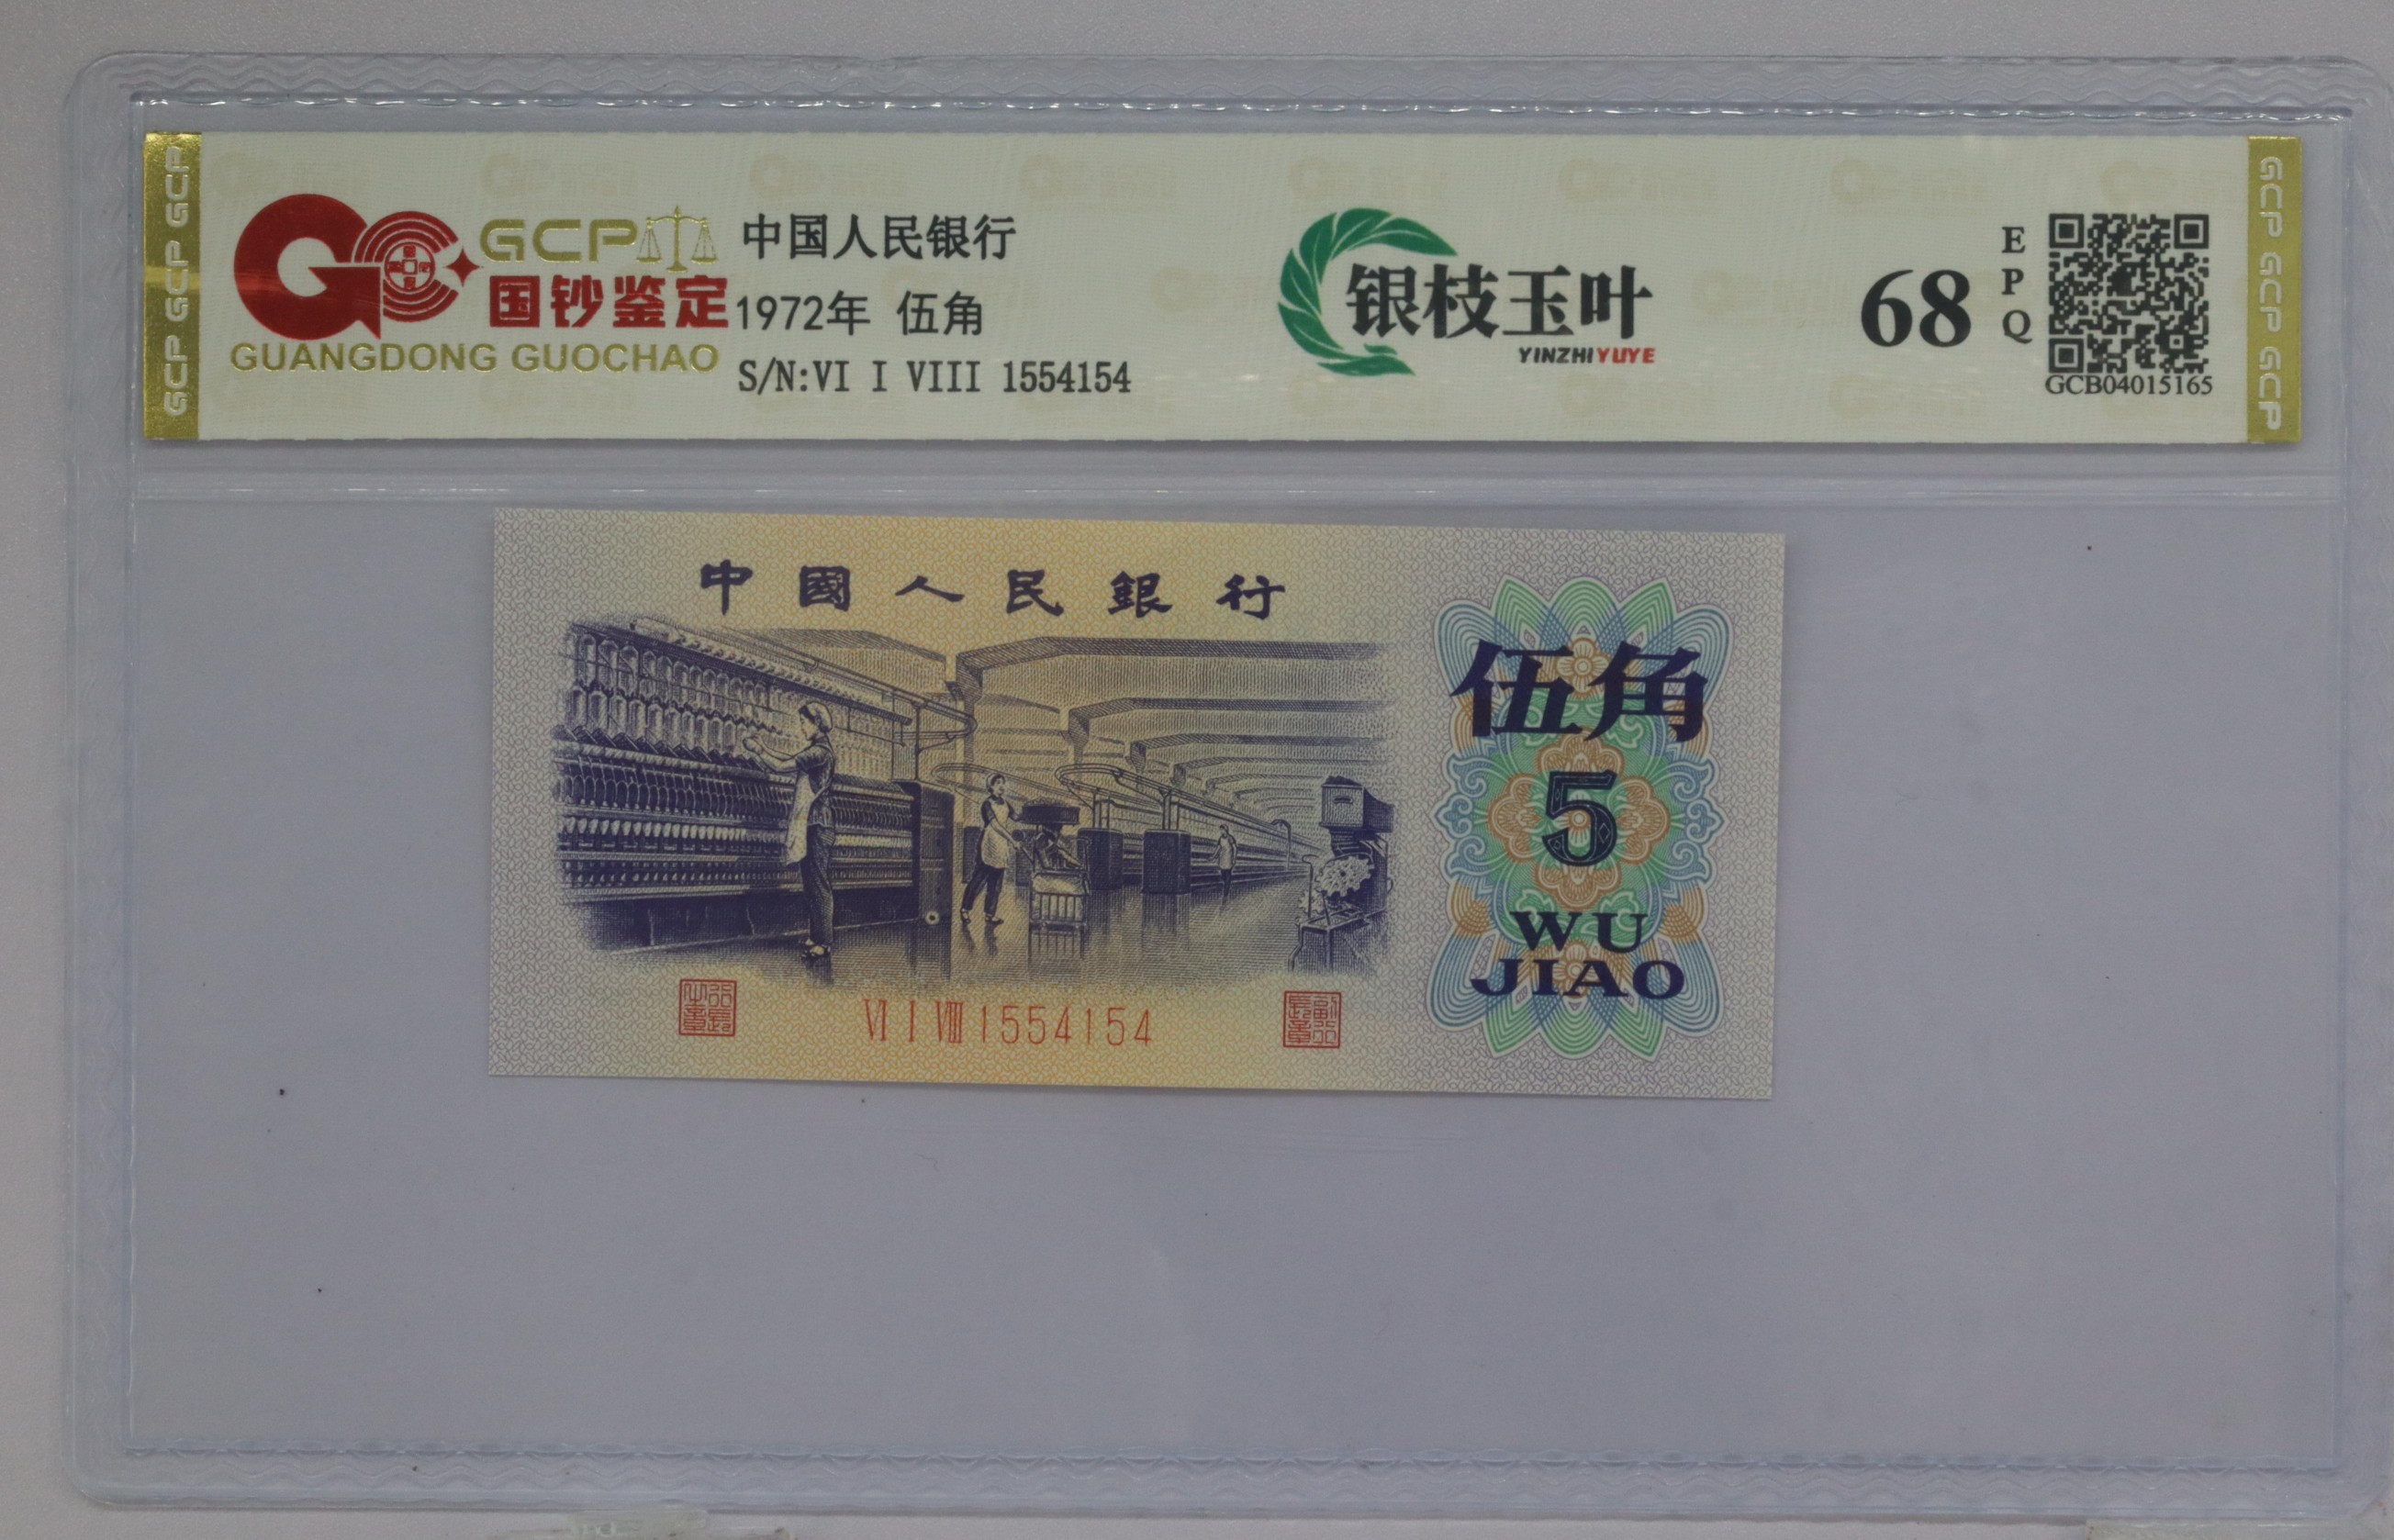 GCP GCP GCP
GCP
国钞鉴定
GUANGDONG GUOCHAO
中国人民银行
1972年 伍角
S/N:VI I VIII 1554154
银枝玉叶
YINZHIYUYE
68
EPQ
GCB04015165
GCP GCP GCP
中國人民銀行
伍角
5
WU
JIAO
VI I VIII 1554154